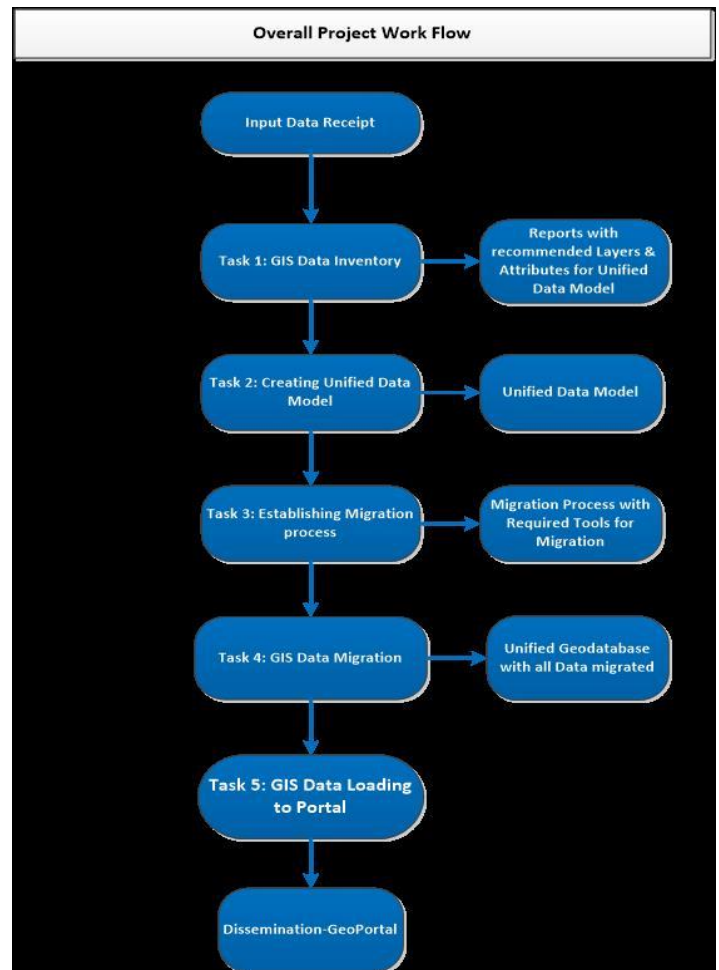 Overall Project Work Flow
Input Data Receipt
Task 1: GIS Data Inventory
Reports with
recommended Layers &
Attributes for Unified
Data Model
Task 2: Creating Unified Data
Model
Unified Data Model
Task 3: Establishing Migration
process
Migration Process with
Required Tools for
Migration
Task 4: GIS Data Migration
Unified Geodatabase
with all Data migrated
Task 5: GIS Data Loading
to Portal
Dissemination-GeoPortal